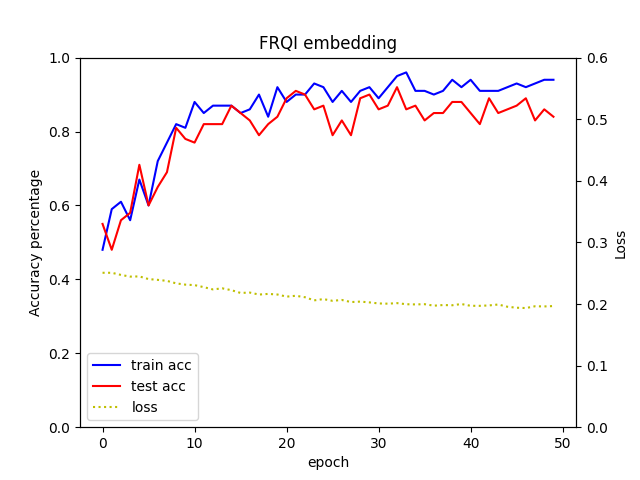 FRQI embedding
1.0
0.8
0.6
0.4
0.2
0.0
Accuracy percentage
0.6
0.5
0.4
0.3
0.2
0.1
0.0
Loss
train acc
test acc
loss
0 10 20 30 40 50
epoch